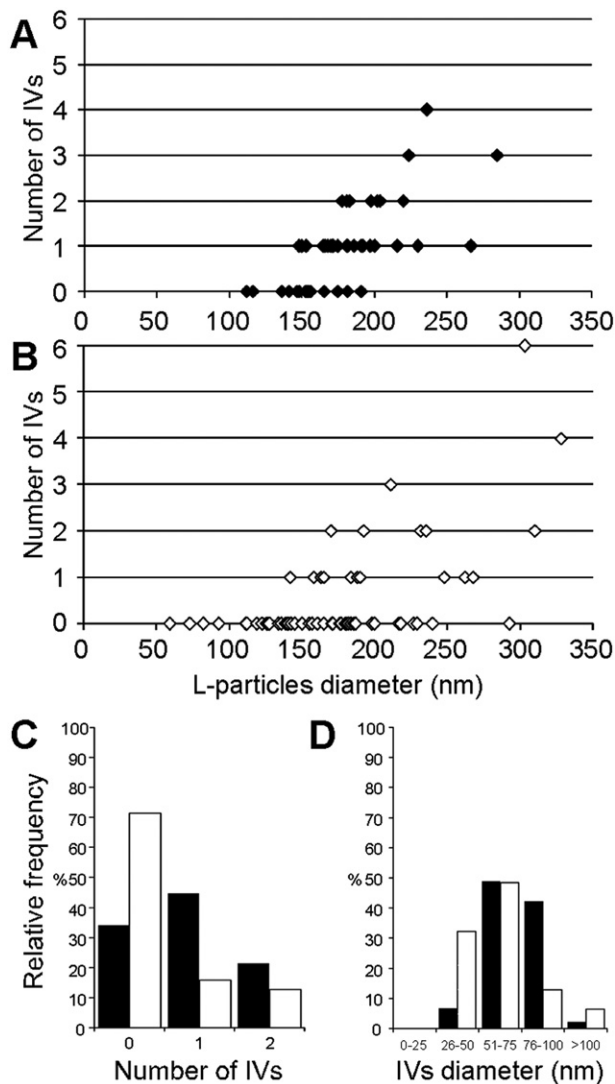 A
Number of IVs
6
5
4
3
2
1
0
0 50 100 150 200 250 300 350
B
Number of IVs
6
5
4
3
2
1
0
0 50 100 150 200 250 300 350
L-particles diameter (nm)
C
Relative frequency
100
90
80
70
60
%50
40
30
20
10
0
0 1 2
Number of IVs
D
100
90
80
70
60
%50
40
30
20
10
0
0-25 26-50 51-75 76-100 >100
IVs diameter (nm)